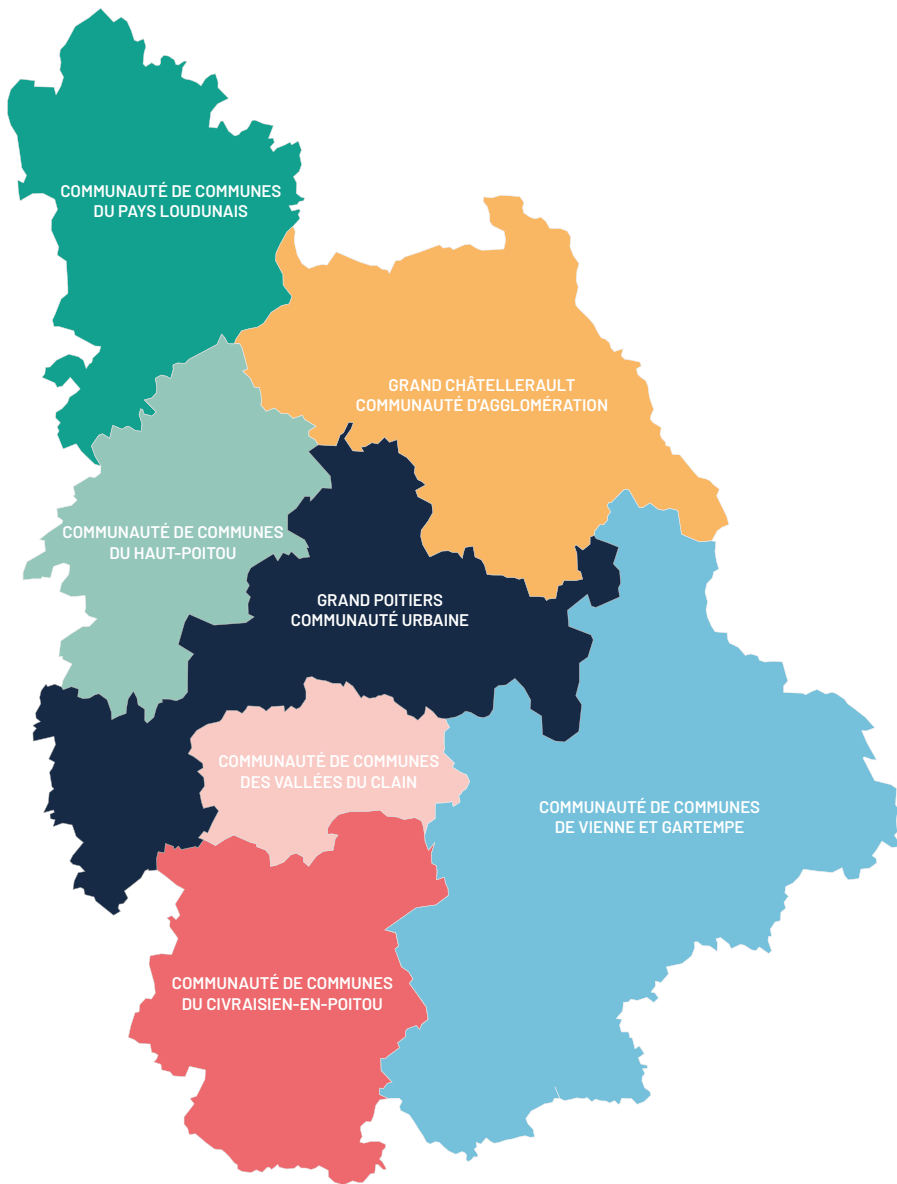 COMMUNAUTÉ DE COMMUNES
DU PAYS LOUDUNAIS
GRAND CHÂTELLERAULT
COMMUNAUTÉ D'AGGLOMÉRATION
COMMUNAUTÉ DE COMMUNES
DU HAUT-POITOU
GRAND POITIERS
COMMUNAUTÉ URBAINE
COMMUNAUTÉ DE COMMUNES
DES VALLÉES DU CLAIN
COMMUNAUTÉ DE COMMUNES
DE VIENNE ET GARTEMPE
COMMUNAUTÉ DE COMMUNES
DU CIVRAISIEN-EN-POITOU